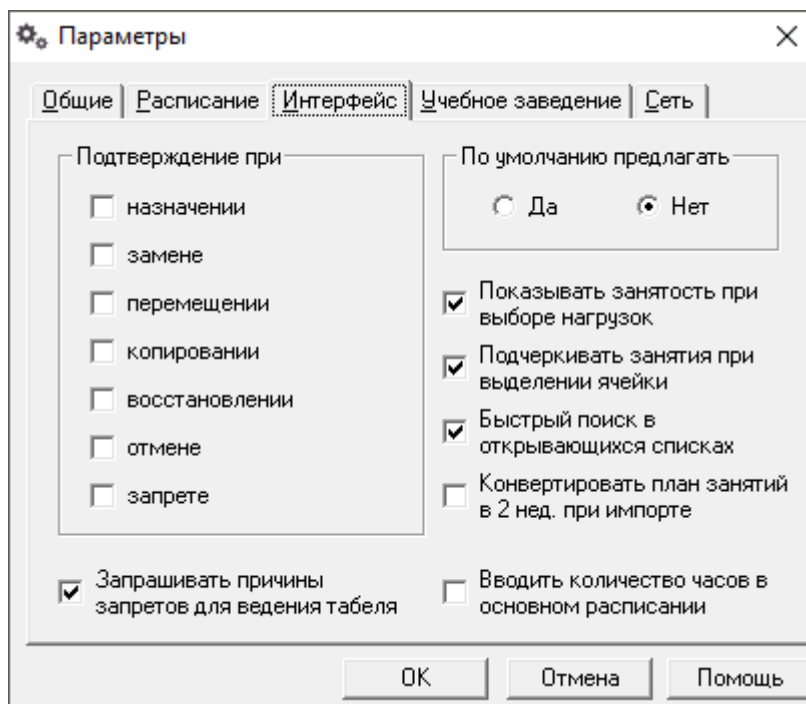 Параметры
Общие Расписание Интерфейс Учебное заведение Сеть
Подтверждение при
назначении
замене
перемещении
копировании
восстановлении
отмене
запрете
По умолчанию предлагать
Да Нет
Показывать занятость при
выборе нагрузок
Подчеркивать занятия при
выделении ячейки
Быстрый поиск в
открывающихся списках
Конвертировать план занятий
в 2 нед. при импорте
Запрашивать причины
запретов для ведения табеля
Вводить количество часов в
основном расписании
OK Отмена Помощь